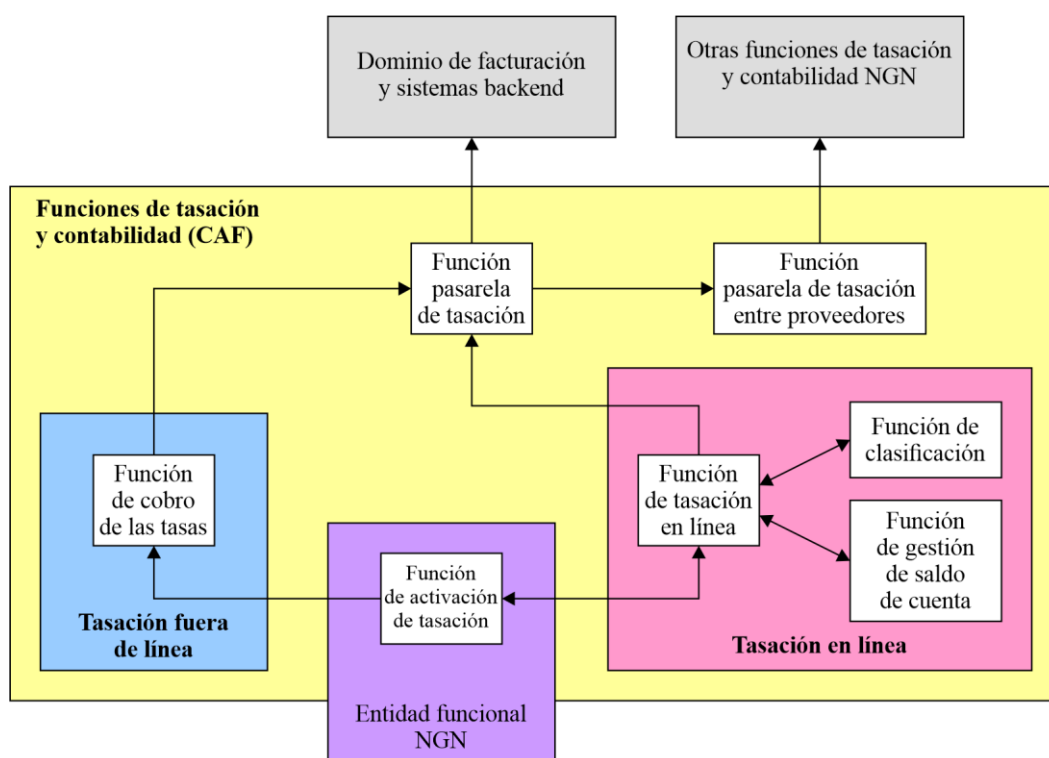 Dominio de facturación
y sistemas backend
Otras funciones de tasación
y contabilidad NGN
Funciones de tasación
y contabilidad (CAF)
Función
pasarela
de tasación
Función
pasarela de tasación
entre proveedores
Función
de cobro
de las tasas
Tasación fuera
de línea
Función
de activación
de tasación
Entidad funcional
NGN
Función
de tasación
en línea
Función de
clasificación
Función
de gestión
de saldo
de cuenta
Tasación en línea